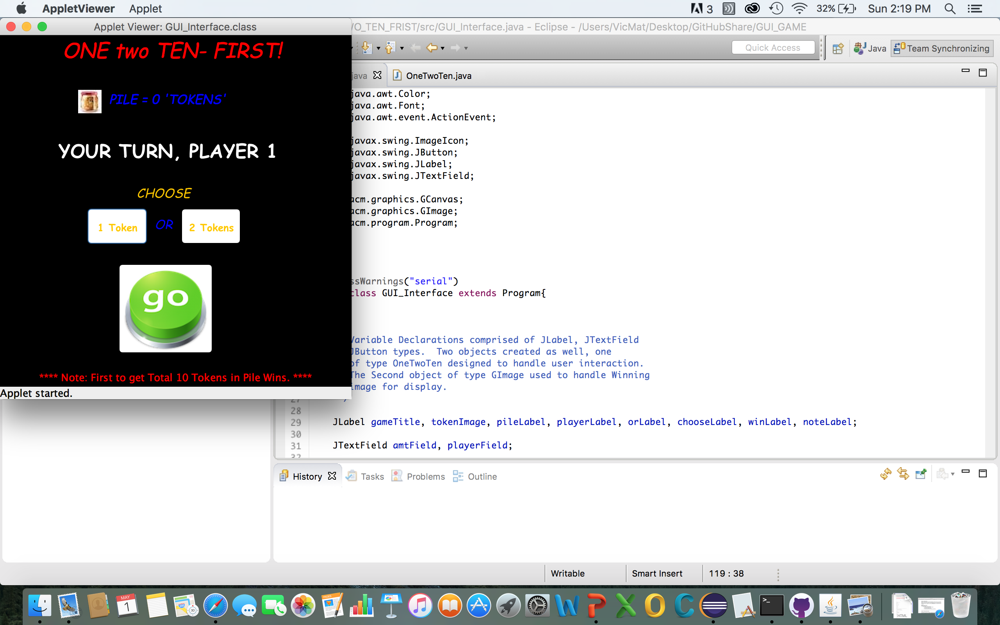 AppletViewer Applet
3 32% Sun 2:19 PM
Applet Viewer: GUI_Interface.class
/O_TEN_FRIST/src/GUI_Interface.java - Eclipse - /Users/VicMat/Desktop/GitHubShare/GUI_GAME
ONE two TEN- FIRST!
PILE = 0 'TOKENS'
YOUR TURN, PLAYER 1
CHOOSE
1 Token OR 2 Tokens
go
**** Note: First to get Total 10 Tokens in Pile Wins. ****
Applet started.
Quick Access Java Team Synchronizing
java OneTwoTen.java
java.awt.Color;
java.awt.Font;
java.awt.event.ActionEvent;
javax.swing.ImageIcon;
javax.swing.JButton;
javax.swing.JLabel;
javax.swing.JTextField;
acm.graphics.GCanvas;
acm.graphics.GImage;
acm.program.Program;
ssWarnings("serial")
class GUI_Interface extends Program{
Variable Declarations comprised of JLabel, JTextField
JButton types.  Two objects created as well, one
of type OneTwoTen designed to handle user interaction.
The Second object of type GImage used to handle Winning
image for display.
27 /
28
29 JLabel gameTitle, tokenImage, pileLabel, playerLabel, orLabel, chooseLabel, winLabel, noteLabel;
30
31 JTextField amtField, playerField;
32
History Tasks Problems Outline
Writable Smart Insert 119 : 38
MAY
1
PAGES
3D
HTML